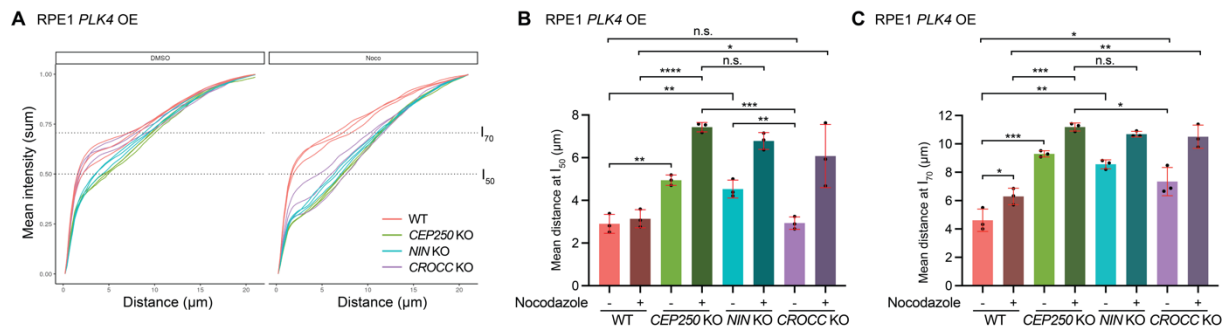 A RPE1 PLK4 OE
DMSO
Noco
Mean intensity (sum)
1.00
0.75
0.50
0.25
0.00
I70
I50
WT
CEP250 KO
NIN KO
CROCC KO
0 5 10 15 20
0 5 10 15 20
Distance (µm)
Distance (µm)
B RPE1 PLK4 OE
n.s.
*
n.s.
****
**
***
**
**
Mean distance at I50 (µm)
8
6
4
2
0
Nocodazole - + - + - + - +
WT CEP250 KO NIN KO CROCC KO
C RPE1 PLK4 OE
*
**
n.s.
***
**
*
***
*
Mean distance at I70 (µm)
12
10
8
6
4
2
0
Nocodazole - + - + - + - +
WT CEP250 KO NIN KO CROCC KO